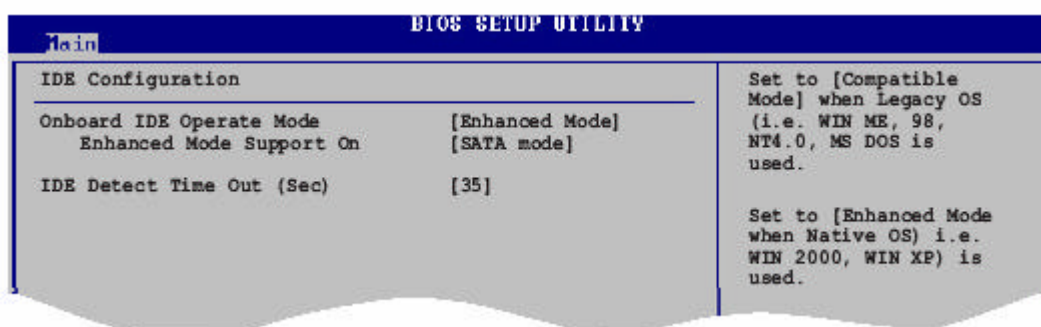 BIOS SETUP UTILITY
Main
IDE Configuration
Onboard IDE Operate Mode [Enhanced Mode]
Enhanced Mode Support On [SATA mode]
IDE Detect Time Out (Sec) [35]
Set to [Compatible
Mode] when Legacy OS
(i.e. WIN ME, 98,
NT4.0, MS DOS is
used.
Set to [Enhanced Mode
when Native OS) i.e.
WIN 2000, WIN XP) is
used.